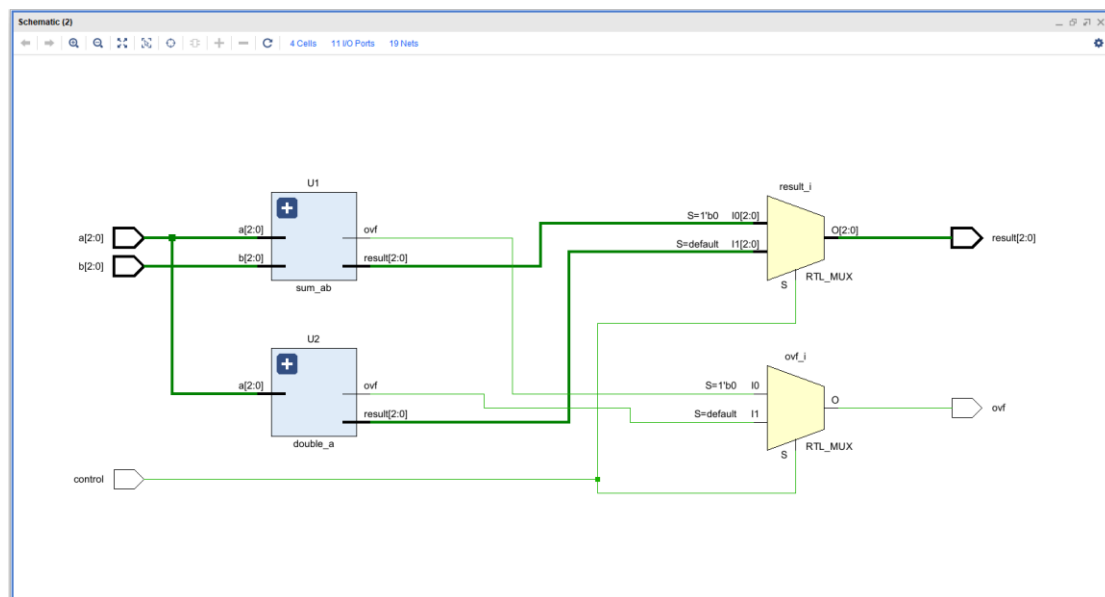 Schematic (2)
4 Cells 11 I/O Ports 19 Nets
U1
a[2:0]
b[2:0]
a[2:0]
b[2:0]
ovf
result[2:0]
sum_ab
U2
a[2:0]
ovf
result[2:0]
double_a
control
result_i
S=1'b0 I0[2:0]
S=default I1[2:0]
O[2:0]
S
RTL_MUX
result[2:0]
ovf_i
S=1'b0 I0
S=default I1
O
S
RTL_MUX
ovf